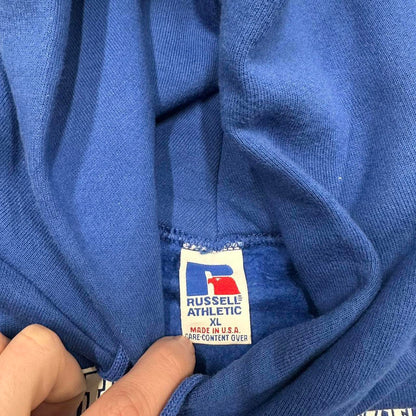 RUSSELL
ATHLETIC
XL
MADE IN U.S.A.
CARE·CONTENT OVER